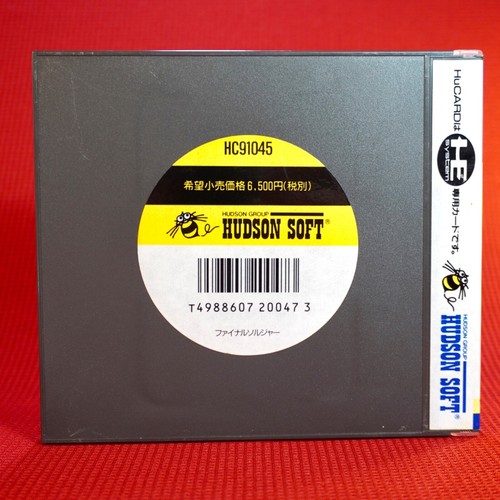 HC91045
希望小売価格6,500円(税別)
HUDSON GROUP
HUDSON SOFT®
T4988607 20047 3
ファイナルソルジャー
HuCARDは
HE
SYSTEM
専用カードです。
HUDSON GROUP
HUDSON SOFT®